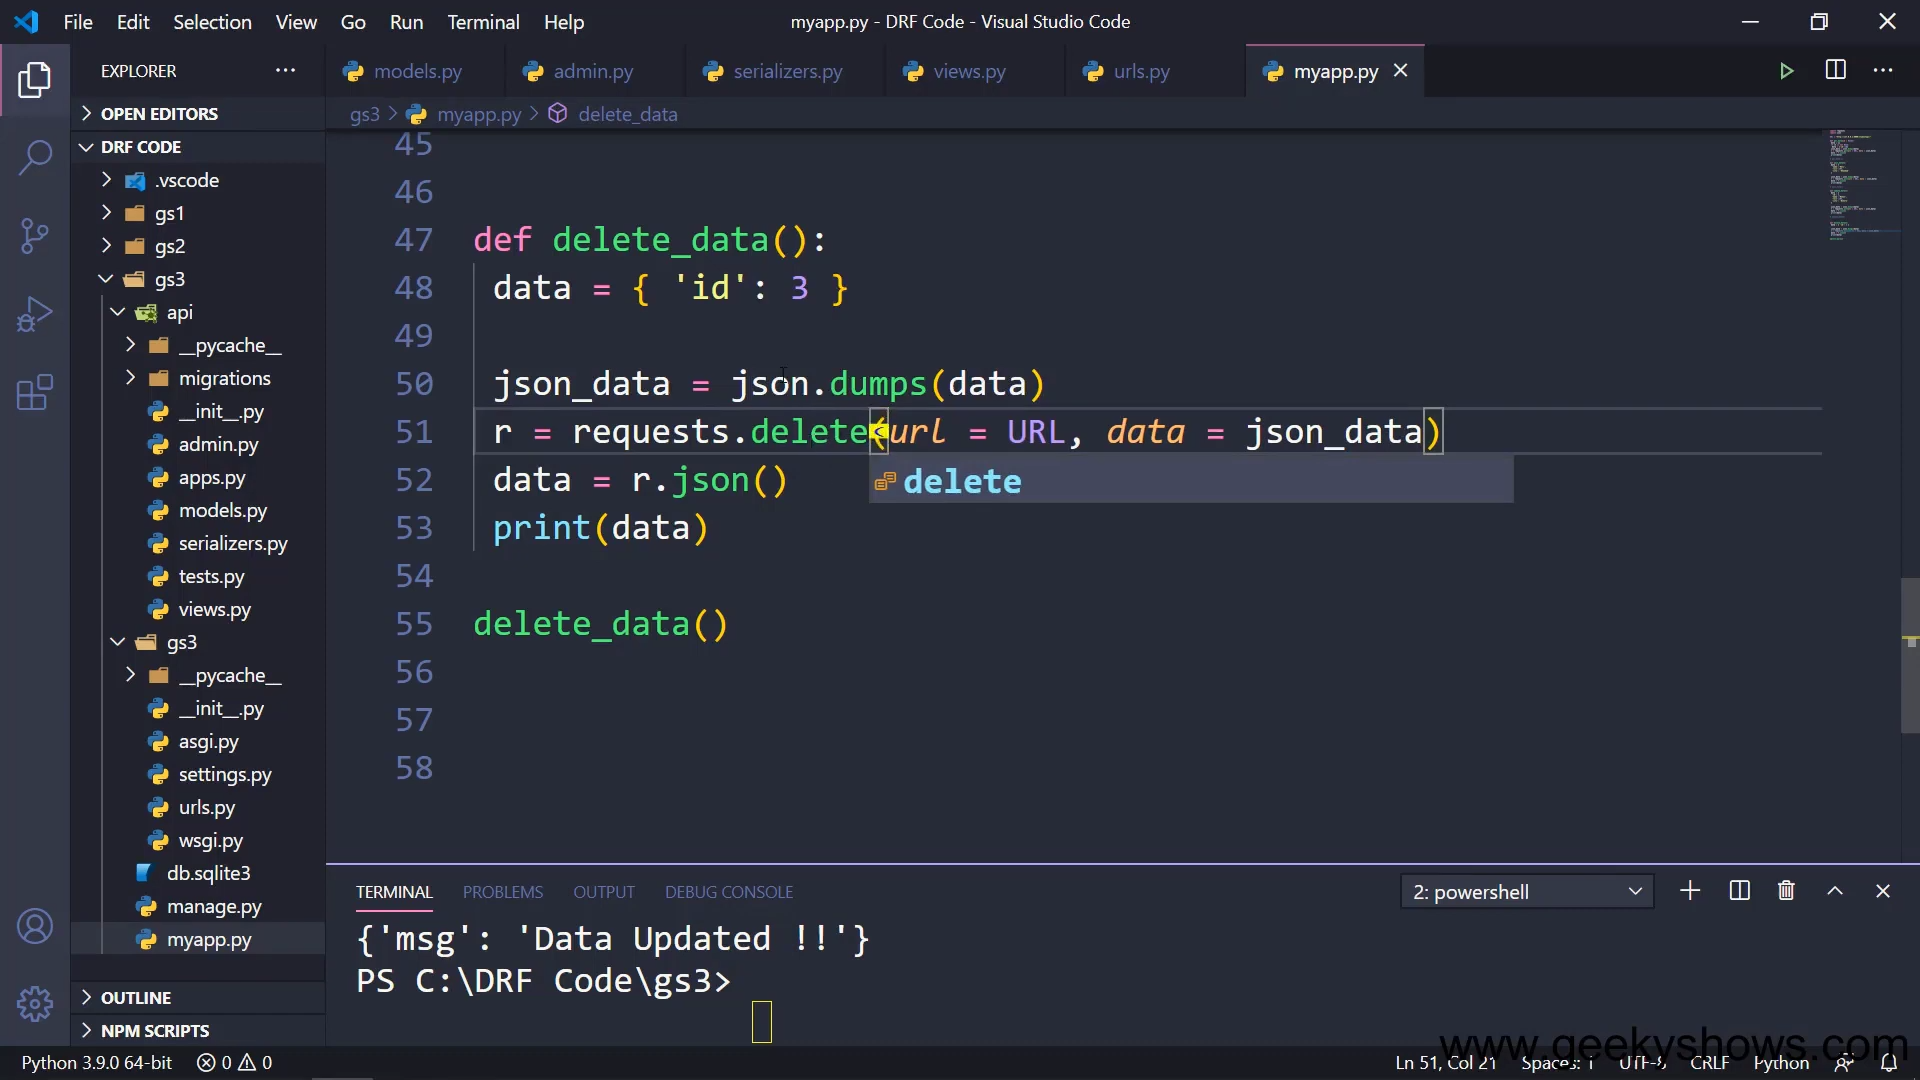 File Edit Selection View Go Run Terminal Help
myapp.py - DRF Code - Visual Studio Code
EXPLORER
models.py admin.py serializers.py views.py urls.py myapp.py
OPEN EDITORS
gs3 > myapp.py > delete_data
DRF CODE
.vscode
gs1
gs2
gs3
api
__pycache__
migrations
__init__.py
admin.py
apps.py
models.py
serializers.py
tests.py
views.py
gs3
__pycache__
__init__.py
asgi.py
settings.py
urls.py
wsgi.py
db.sqlite3
manage.py
myapp.py
OUTLINE
NPM SCRIPTS
45
46
47 def delete_data():
48 data = { 'id': 3 }
49
50 json_data = json.dumps(data)
51 r = requests.delete(url = URL, data = json_data)
52 data = r.json()
delete
53 print(data)
54
55 delete_data()
56
57
58
TERMINAL PROBLEMS OUTPUT DEBUG CONSOLE
2: powershell
{'msg': 'Data Updated !!'}
PS C:\DRF Code\gs3>
www.geekyshows.com
Python 3.9.0 64-bit 0 0
Ln 51, Col 21 Spaces: 1 UTF-8 CRLF Python